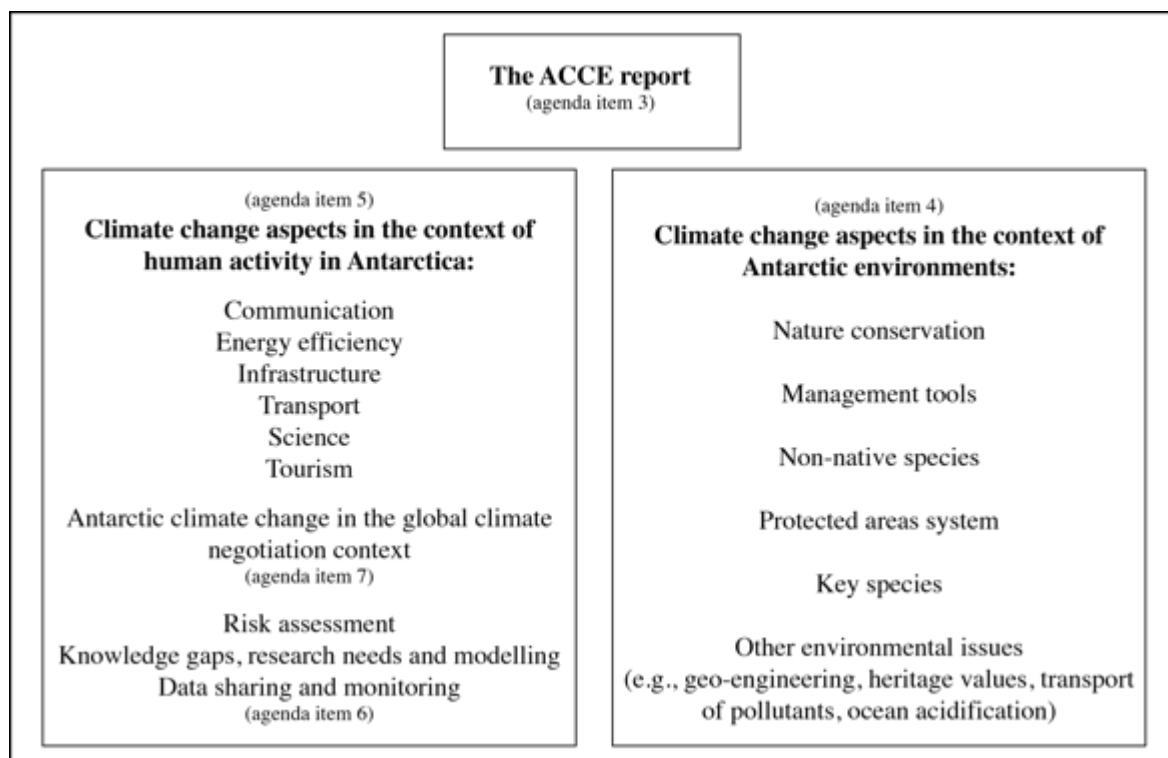 The ACCE report
(agenda item 3)
(agenda item 5)
Climate change aspects in the context of
human activity in Antarctica:
Communication
Energy efficiency
Infrastructure
Transport
Science
Tourism
Antarctic climate change in the global climate
negotiation context
(agenda item 7)
Risk assessment
Knowledge gaps, research needs and modelling
Data sharing and monitoring
(agenda item 6)
(agenda item 4)
Climate change aspects in the context of
Antarctic environments:
Nature conservation
Management tools
Non-native species
Protected areas system
Key species
Other environmental issues
(e.g., geo-engineering, heritage values, transport
of pollutants, ocean acidification)